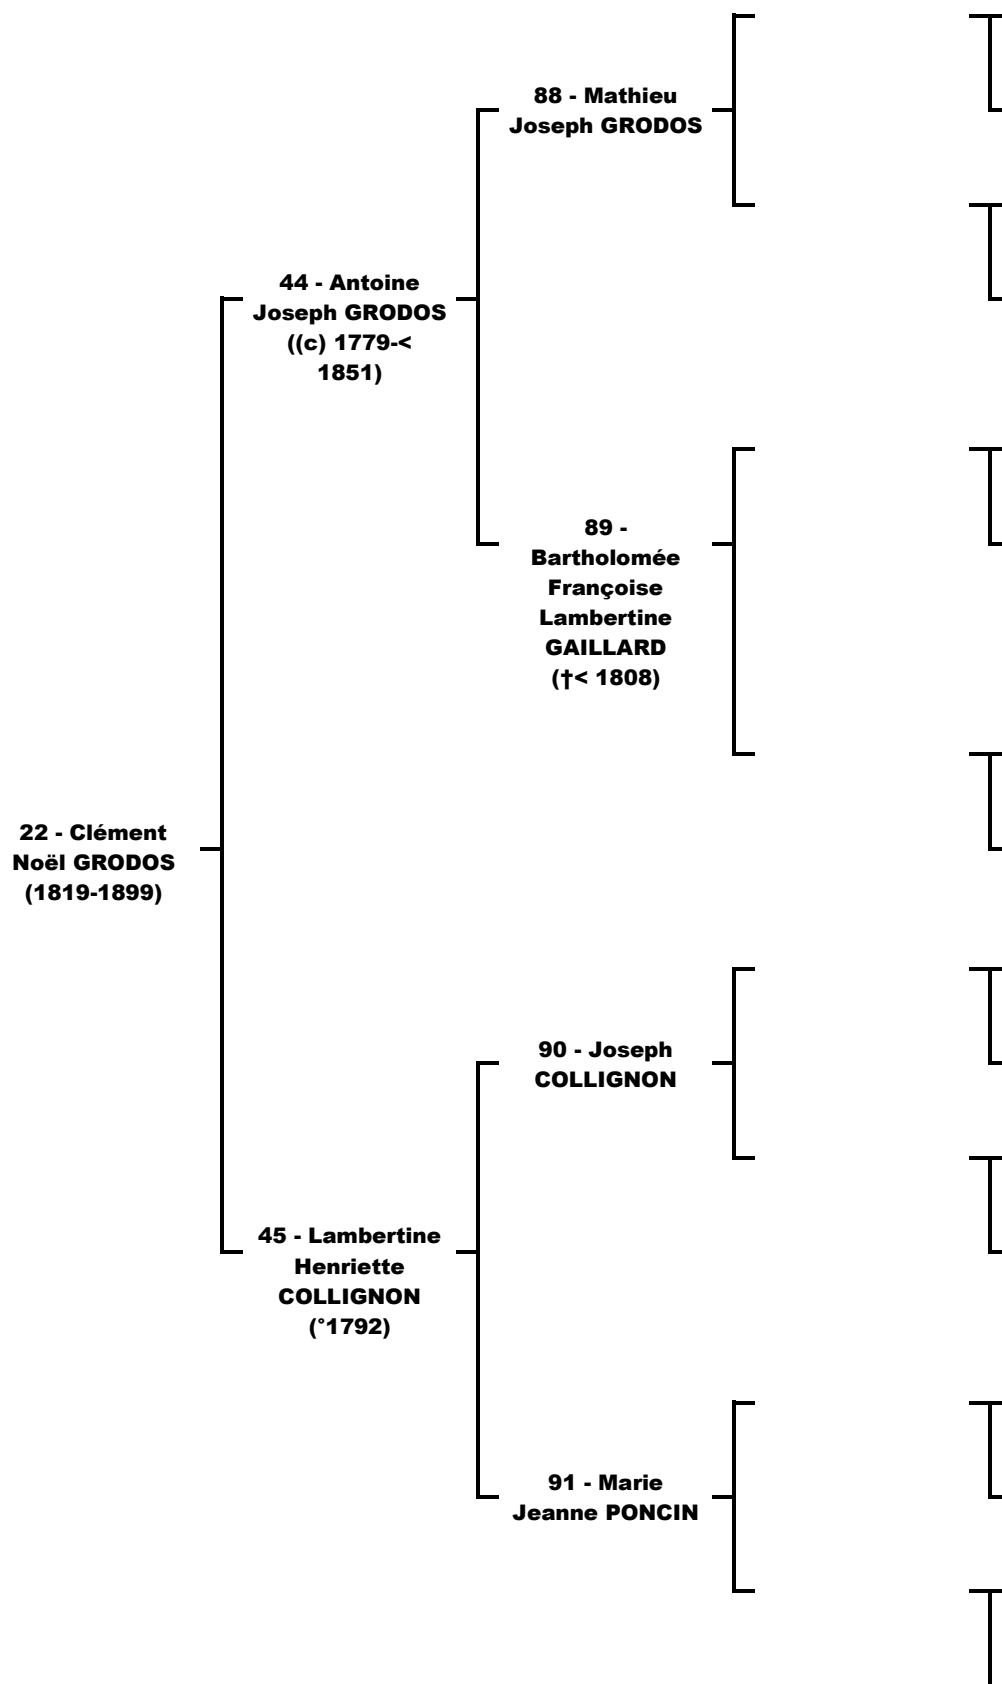 88 - Mathieu
Joseph GRODOS
44 - Antoine
Joseph GRODOS
((c) 1779-<
1851)
89 -
Bartholomée
Françoise
Lambertine
GAILLARD
(†< 1808)
22 - Clément
Noël GRODOS
(1819-1899)
90 - Joseph
COLLIGNON
45 - Lambertine
Henriette
COLLIGNON
(°1792)
91 - Marie
Jeanne PONCIN